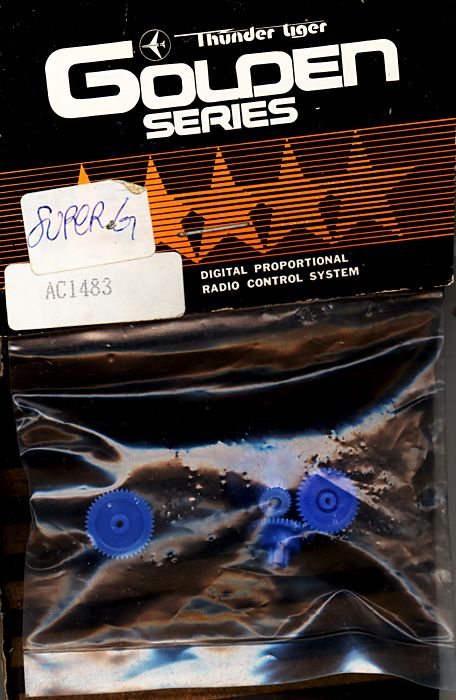 Thunder tiger
GOLDEN
SERIES
SUPER.G
AC1483
DIGITAL PROPORTIONAL
RADIO CONTROL SYSTEM